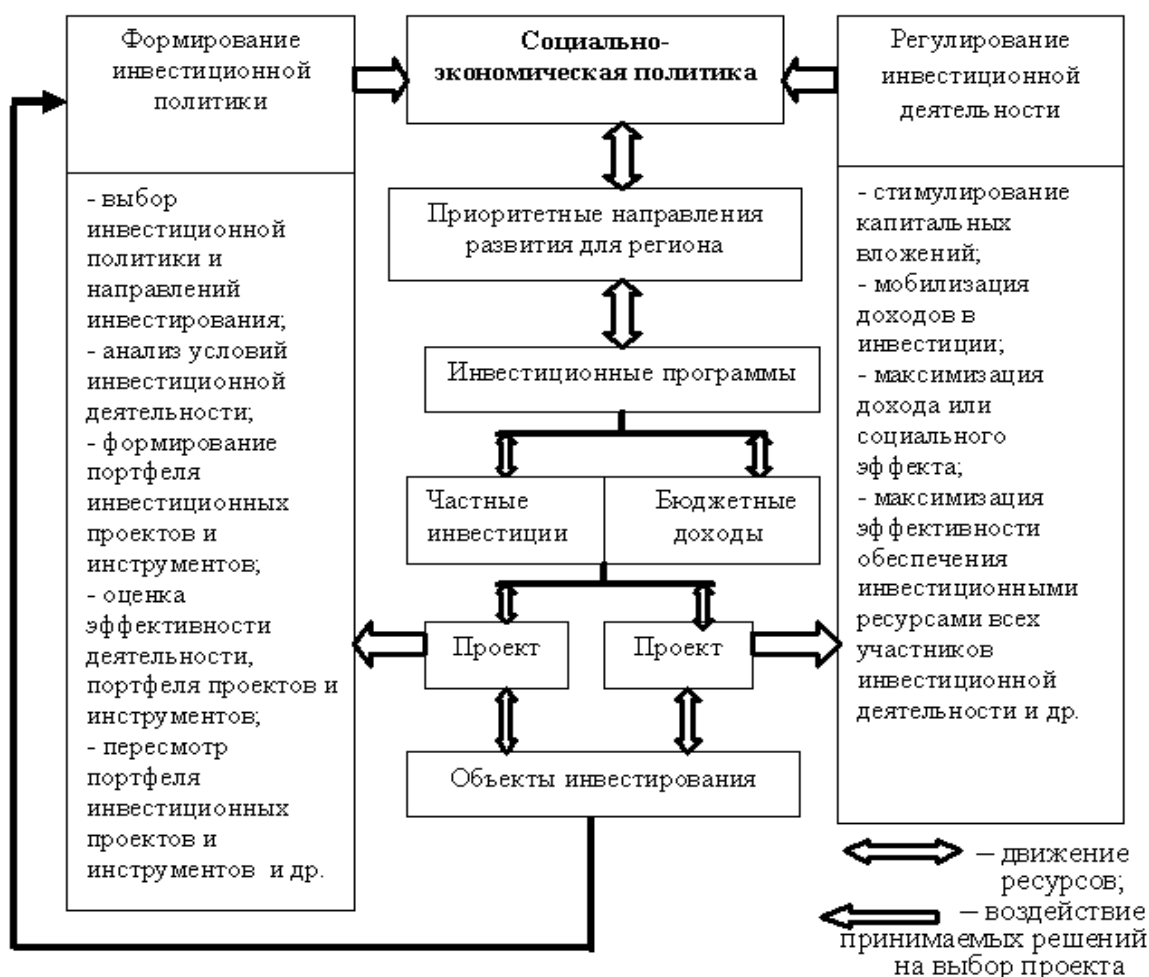 Формирование
инвестиционной
политики
- выбор
инвестиционной
политики и
направлений
инвестирования;
- анализ условий
инвестиционной
деятельности;
- формирование
портфеля
инвестиционных
проектов и
инструментов;
- оценка
эффективности
деятельности,
портфеля проектов и
инструментов;
- пересмотр
портфеля
инвестиционных
проектов и
инструментов и др.
Социально-
экономическая политика
Приоритетные направления
развития для региона
Инвестиционные программы
Частные
инвестиции
Бюджетные
доходы
Проект
Проект
Объекты инвестирования
Регулирование
инвестиционной
деятельности
- стимулирование
капитальных
вложений;
- мобилизация
доходов в
инвестиции;
- максимизация
дохода или
социального
эффекта;
- максимизация
эффективности
обеспечения
инвестиционными
ресурсами всех
участников
инвестиционной
деятельности и др.
– движение
ресурсов;
– воздействие
принимаемых решений
на выбор проекта